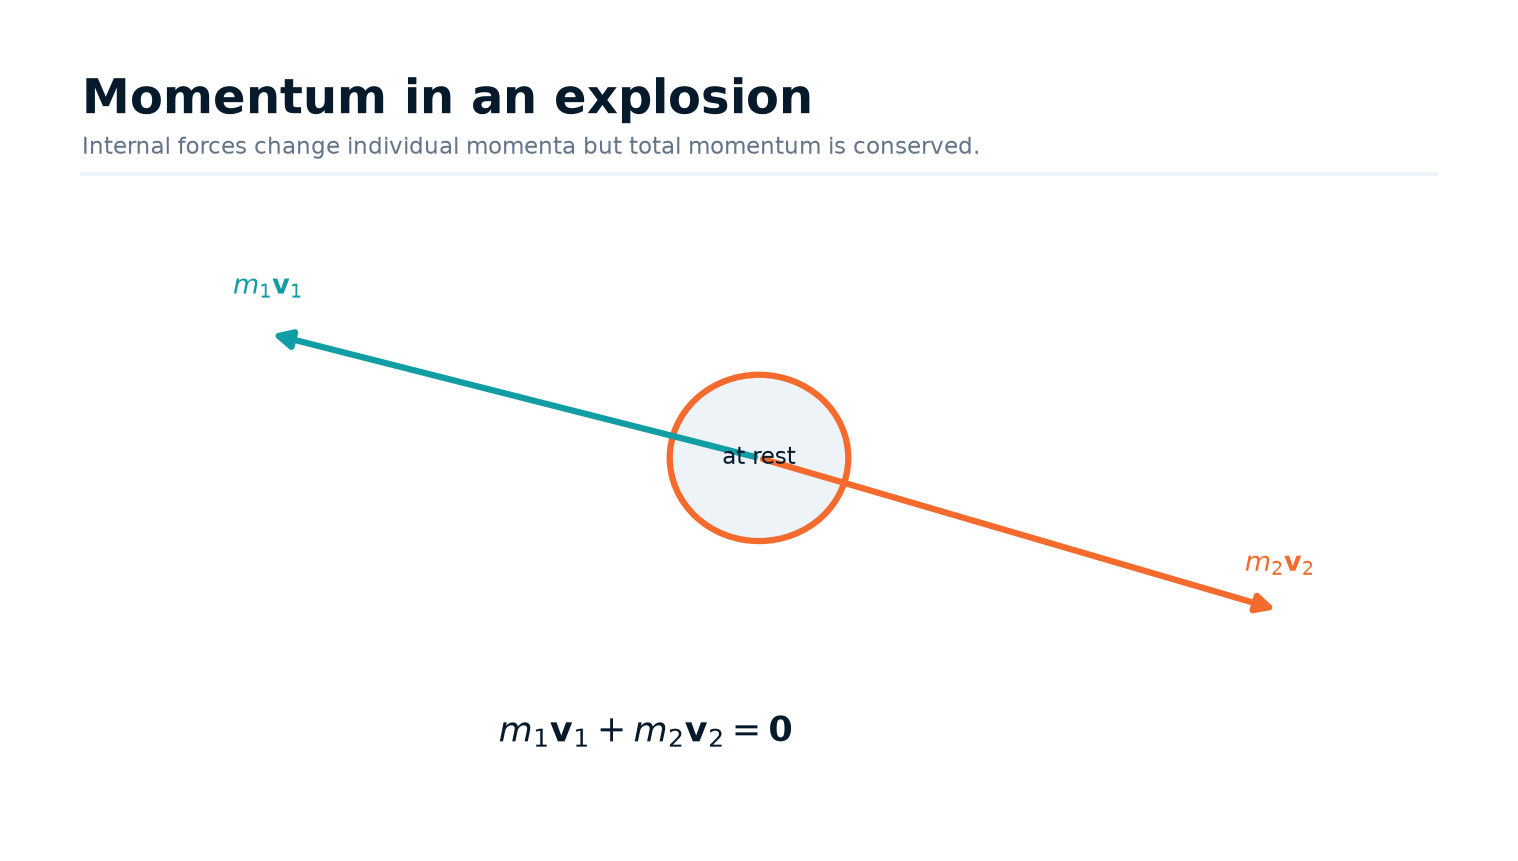 Momentum in an explosion
Internal forces change individual momenta but total momentum is conserved.
m₁v₁
at rest
m₂v₂
m₁v₁ + m₂v₂ = 0